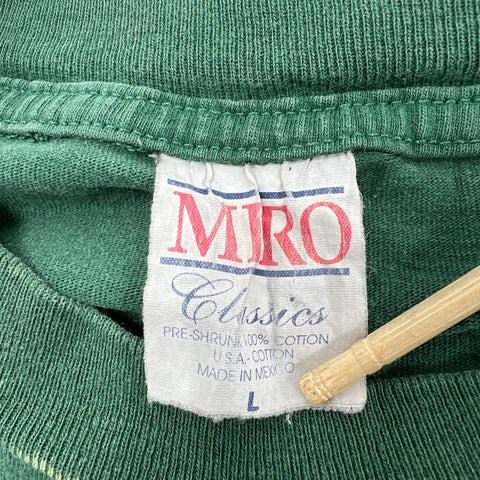 MIRO
Classics
PRE-SHRUNK 100% COTTON
U.S.A.-COTTON
MADE IN MEXICO
L